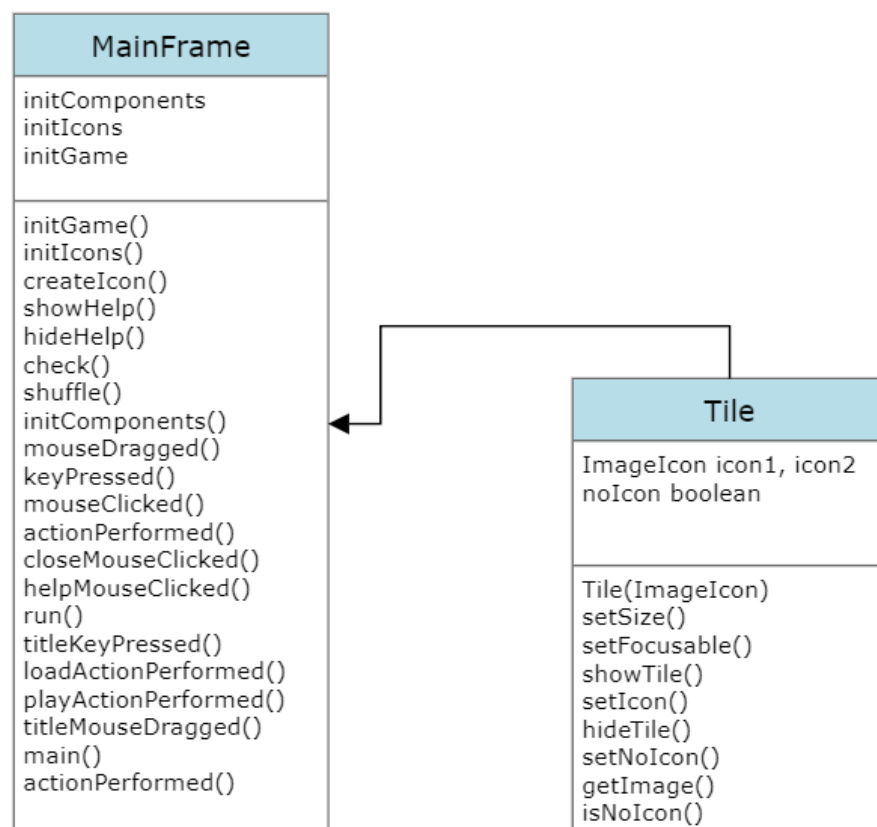 MainFrame
initComponents
initIcons
initGame
initGame()
initIcons()
createIcon()
showHelp()
hideHelp()
check()
shuffle()
initComponents()
mouseDragged()
keyPressed()
mouseClicked()
actionPerformed()
closeMouseClicked()
helpMouseClicked()
run()
titleKeyPressed()
loadActionPerformed()
playActionPerformed()
titleMouseDragged()
main()
actionPerformed()
Tile
ImageIcon icon1, icon2
noIcon boolean
Tile(ImageIcon)
setSize()
setFocusable()
showTile()
setIcon()
hideTile()
setNoIcon()
getImage()
isNoIcon()